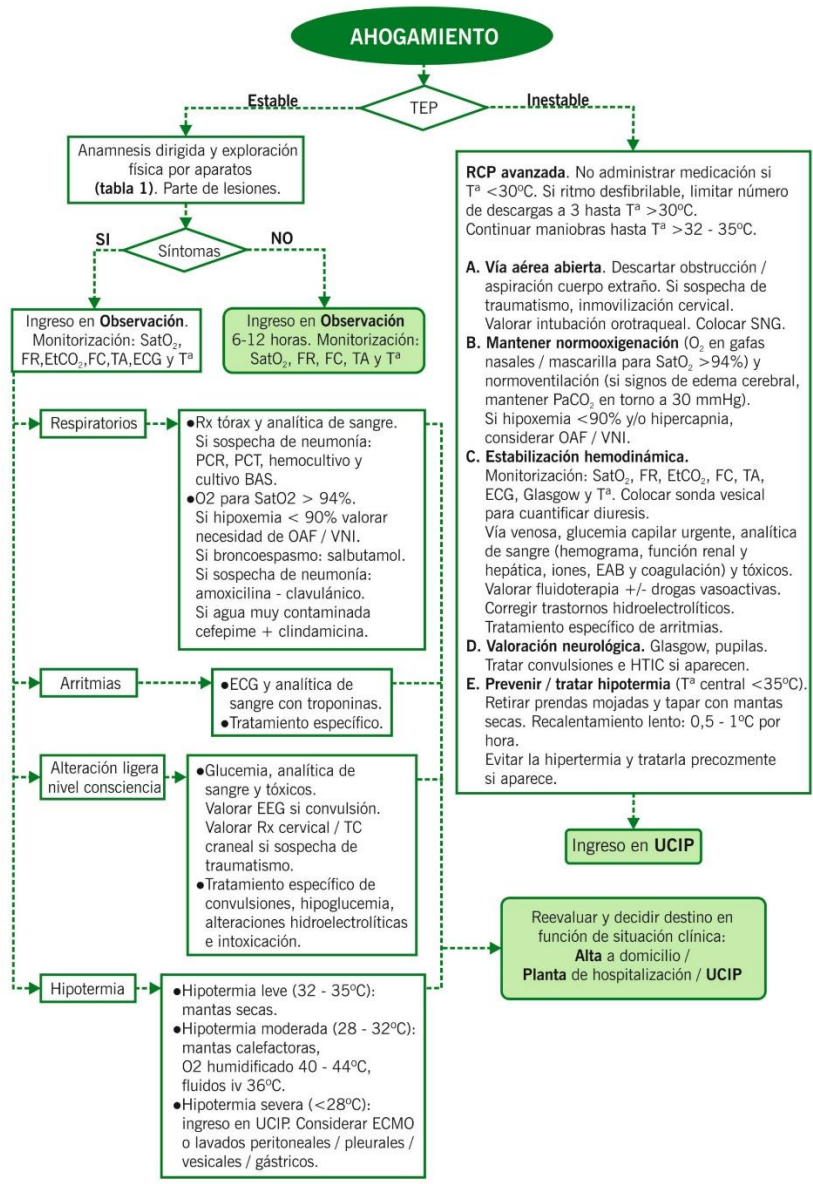 AHOGAMIENTO
Estable
TEP
Inestable
Anamnesis dirigida y exploración
física por aparatos
(tabla 1). Parte de lesiones.
SI
Síntomas
NO
Ingreso en Observación.
Monitorización: SatO₂,
FR,EtCO₂,FC,TA,ECG y Tª
Ingreso en Observación
6-12 horas. Monitorización:
SatO₂, FR, FC, TA y Tª
Respiratorios
●Rx tórax y analítica de sangre.
Si sospecha de neumonía:
PCR, PCT, hemocultivo y
cultivo BAS.
●O2 para SatO2 > 94%.
Si hipoxemia < 90% valorar
necesidad de OAF / VNI.
Si broncoespasmo: salbutamol.
Si sospecha de neumonía:
amoxicilina - clavulánico.
Si agua muy contaminada
cefepime + clindamicina.
Arritmias
●ECG y analítica de
sangre con troponinas.
●Tratamiento específico.
Alteración ligera
nivel consciencia
●Glucemia, analítica de
sangre y tóxicos.
Valorar EEG si convulsión.
Valorar Rx cervical / TC
craneal si sospecha de
traumatismo.
●Tratamiento específico de
convulsiones, hipoglucemia,
alteraciones hidroelectrolíticas
e intoxicación.
Hipotermia
●Hipotermia leve (32 - 35ºC):
mantas secas.
●Hipotermia moderada (28 - 32ºC):
mantas calefactoras,
O2 humidificado 40 - 44ºC,
fluidos iv 36ºC.
●Hipotermia severa (<28ºC):
ingreso en UCIP. Considerar ECMO
o lavados peritoneales / pleurales /
vesicales / gástricos.
RCP avanzada. No administrar medicación si
Tª <30ºC. Si ritmo desfibrilable, limitar número
de descargas a 3 hasta Tª >30ºC.
Continuar maniobras hasta Tª >32 - 35ºC.
A. Vía aérea abierta. Descartar obstrucción /
aspiración cuerpo extraño. Si sospecha de
traumatismo, inmovilización cervical.
Valorar intubación orotraqueal. Colocar SNG.
B. Mantener normooxigenación (O₂ en gafas
nasales / mascarilla para SatO₂ >94%) y
normoventilación (si signos de edema cerebral,
mantener PaCO₂ en torno a 30 mmHg).
Si hipoxemia <90% y/o hipercapnia,
considerar OAF / VNI.
C. Estabilización hemodinámica.
Monitorización: SatO₂, FR, EtCO₂, FC, TA,
ECG, Glasgow y Tª. Colocar sonda vesical
para cuantificar diuresis.
Vía venosa, glucemia capilar urgente, analítica
de sangre (hemograma, función renal y
hepática, iones, EAB y coagulación) y tóxicos.
Valorar fluidoterapia +/- drogas vasoactivas.
Corregir trastornos hidroelectrolíticos.
Tratamiento específico de arritmias.
D. Valoración neurológica. Glasgow, pupilas.
Tratar convulsiones e HTIC si aparecen.
E. Prevenir / tratar hipotermia (Tª central <35ºC).
Retirar prendas mojadas y tapar con mantas
secas. Recalentamiento lento: 0,5 - 1ºC por
hora.
Evitar la hipertermia y tratarla precozmente
si aparece.
Ingreso en UCIP
Reevaluar y decidir destino en
función de situación clínica:
Alta a domicilio /
Planta de hospitalización / UCIP